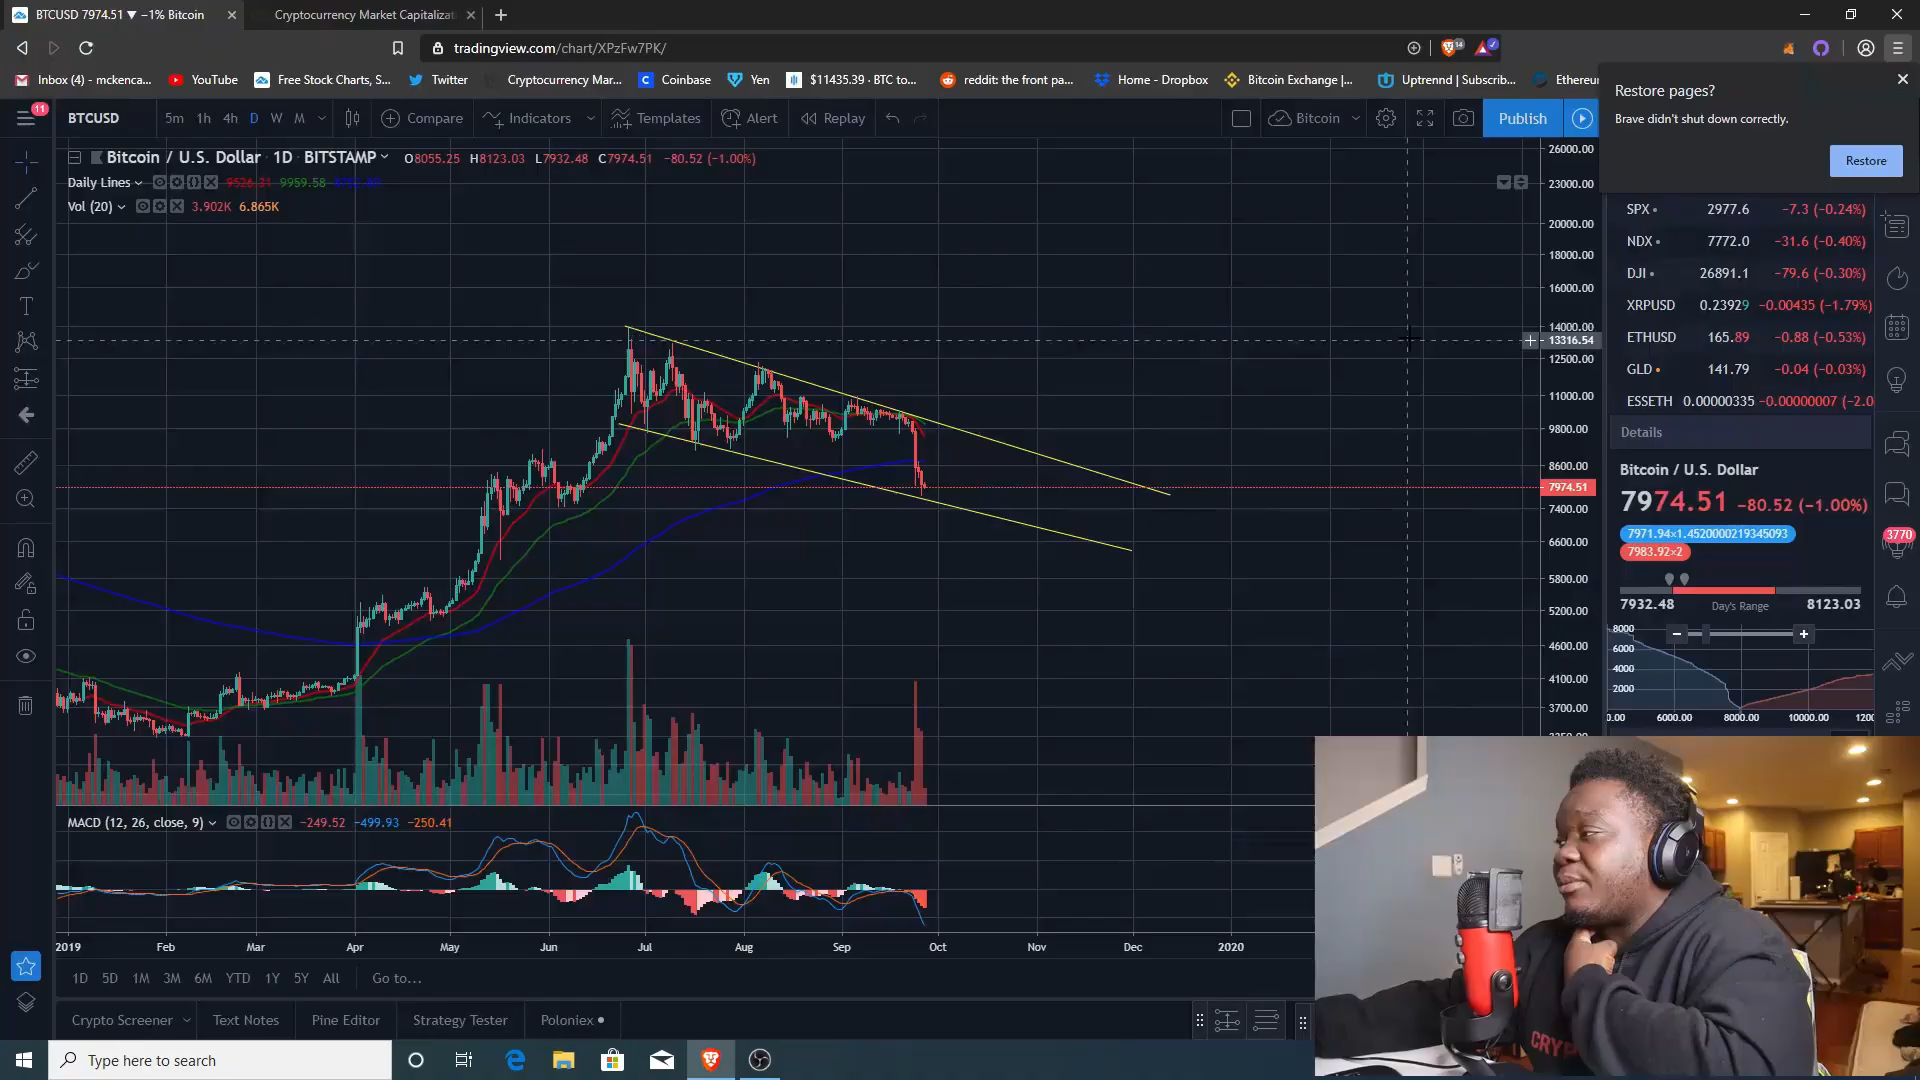 BTCUSD 7974.51 ▼ −1% Bitcoin
Cryptocurrency Market Capitalizat
tradingview.com/chart/XPzFw7PK/
Inbox (4) - mckenca...
YouTube
Free Stock Charts, S...
Twitter
Cryptocurrency Mar...
Coinbase
Yen
$11435.39 · BTC to...
reddit: the front pa...
Home - Dropbox
Bitcoin Exchange |...
Uptrennd | Subscrib...
Ethereu
Restore pages?
Brave didn't shut down correctly.
Restore
11
BTCUSD
5m 1h 4h D W M
Compare
Indicators
Templates
Alert
Replay
Bitcoin
Publish
Bitcoin / U.S. Dollar 1D BITSTAMP
O8055.25 H8123.03 L7932.48 C7974.51 −80.52 (−1.00%)
Daily Lines
9526.31 9959.58
Vol (20)
3.902K 6.865K
26000.00
23000.00
20000.00
18000.00
16000.00
14000.00
13316.54
12500.00
11000.00
9800.00
8600.00
7974.51
7400.00
6600.00
5800.00
5200.00
4600.00
4100.00
3700.00
SPX 2977.6 −7.3 (−0.24%)
NDX 7772.0 −31.6 (−0.40%)
DJI 26891.1 −79.6 (−0.30%)
XRPUSD 0.23929 −0.00435 (−1.79%)
ETHUSD 165.89 −0.88 (−0.53%)
GLD 141.79 −0.04 (−0.03%)
ESSETH 0.00000335 −0.00000007 (−2.0
Details
Bitcoin / U.S. Dollar
7974.51 −80.52 (−1.00%)
7971.94×1.4520000219345093
7983.92×2
7932.48 Day's Range 8123.03
3770
8000
6000
4000
2000
0.00 6000.00 8000.00 10000.00 1200
MACD (12, 26, close, 9)
−249.52 −499.93 −250.41
2019 Feb Mar Apr May Jun Jul Aug Sep Oct Nov Dec 2020
1D 5D 1M 3M 6M YTD 1Y 5Y All Go to...
Crypto Screener
Text Notes
Pine Editor
Strategy Tester
Poloniex
Type here to search
CRYP